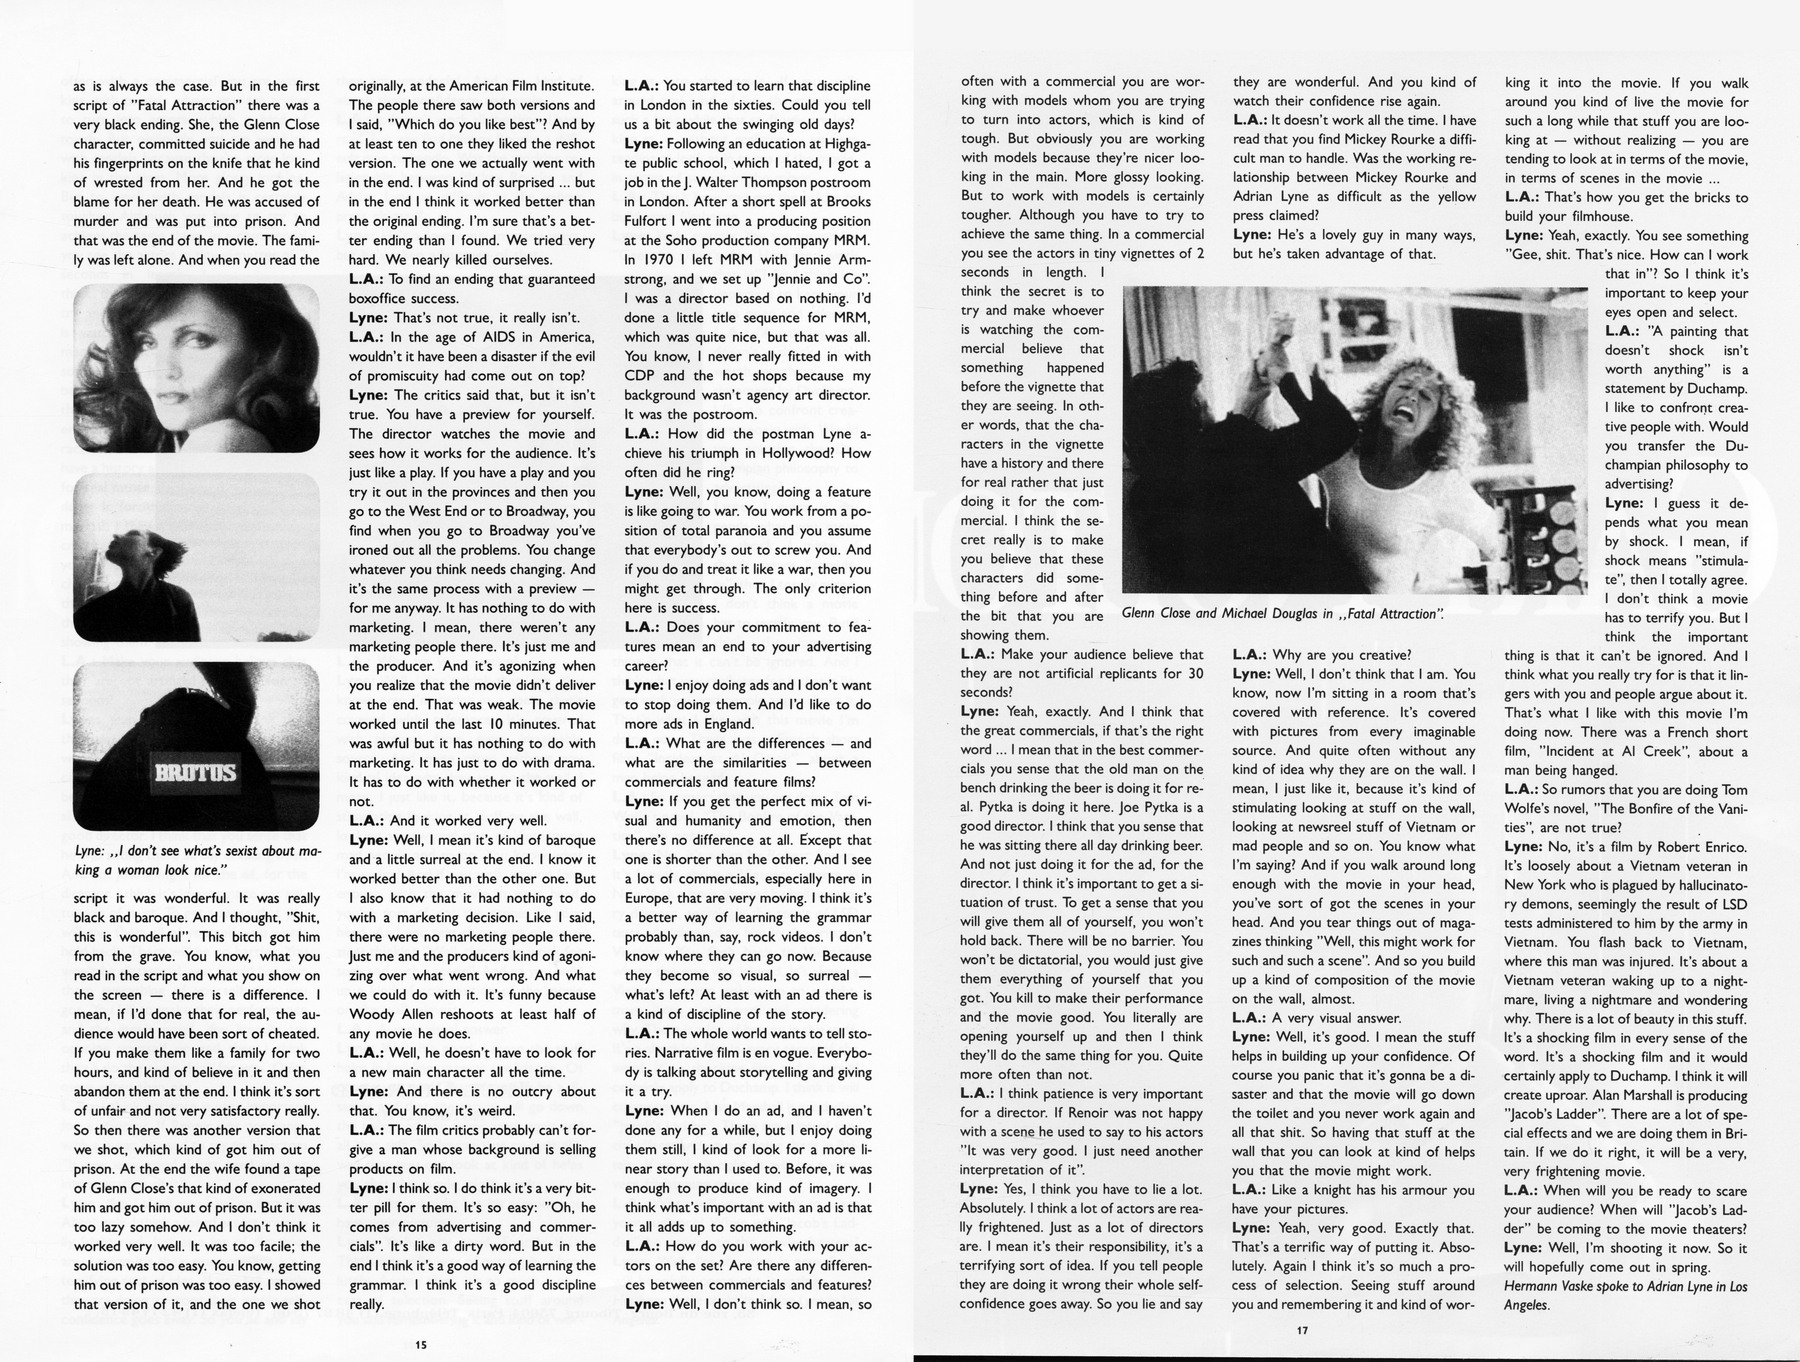 as is always the case. But in the first
script of ”Fatal Attraction” there was a
very black ending. She, the Glenn Close
character, committed suicide and he had
his fingerprints on the knife that he kind
of wrested from her. And he got the
blame for her death. He was accused of
murder and was put into prison. And
that was the end of the movie. The fami-
ly was left alone. And when you read the
BRUTUS
Lyne: ,,I don’t see what’s sexist about ma-
king a woman look nice.”
script it was wonderful. It was really
black and baroque. And I thought, ”Shit,
this is wonderful”. This bitch got him
from the grave. You know, what you
read in the script and what you show on
the screen — there is a difference. I
mean, if I’d done that for real, the au-
dience would have been sort of cheated.
If you make them like a family for two
hours, and kind of believe in it and then
abandon them at the end. I think it’s sort
of unfair and not very satisfactory really.
So then there was another version that
we shot, which kind of got him out of
prison. At the end the wife found a tape
of Glenn Close’s that kind of exonerated
him and got him out of prison. But it was
too lazy somehow. And I don’t think it
worked very well. It was too facile; the
solution was too easy. You know, getting
him out of prison was too easy. I showed
that version of it, and the one we shot
originally, at the American Film Institute.
The people there saw both versions and
I said, ”Which do you like best”? And by
at least ten to one they liked the reshot
version. The one we actually went with
in the end. I was kind of surprised ... but
in the end I think it worked better than
the original ending. I’m sure that’s a bet-
ter ending than I found. We tried very
hard. We nearly killed ourselves.
L.A.: To find an ending that guaranteed
boxoffice success.
Lyne: That’s not true, it really isn’t.
L.A.: In the age of AIDS in America,
wouldn’t it have been a disaster if the evil
of promiscuity had come out on top?
Lyne: The critics said that, but it isn’t
true. You have a preview for yourself.
The director watches the movie and
sees how it works for the audience. It’s
just like a play. If you have a play and you
try it out in the provinces and then you
go to the West End or to Broadway, you
find when you go to Broadway you’ve
ironed out all the problems. You change
whatever you think needs changing. And
it’s the same process with a preview —
for me anyway. It has nothing to do with
marketing. I mean, there weren’t any
marketing people there. It’s just me and
the producer. And it’s agonizing when
you realize that the movie didn’t deliver
at the end. That was weak. The movie
worked until the last 10 minutes. That
was awful but it has nothing to do with
marketing. It has just to do with drama.
It has to do with whether it worked or
not.
L.A.: And it worked very well.
Lyne: Well, I mean it’s kind of baroque
and a little surreal at the end. I know it
worked better than the other one. But
I also know that it had nothing to do
with a marketing decision. Like I said,
there were no marketing people there.
Just me and the producers kind of agoni-
zing over what went wrong. And what
we could do with it. It’s funny because
Woody Allen reshoots at least half of
any movie he does.
L.A.: Well, he doesn’t have to look for
a new main character all the time.
Lyne: And there is no outcry about
that. You know, it’s weird.
L.A.: The film critics probably can’t for-
give a man whose background is selling
products on film.
Lyne: I think so. I do think it’s a very bit-
ter pill for them. It’s so easy: ”Oh, he
comes from advertising and commer-
cials”. It’s like a dirty word. But in the
end I think it’s a good way of learning the
grammar. I think it’s a good discipline
really.
L.A.: You started to learn that discipline
in London in the sixties. Could you tell
us a bit about the swinging old days?
Lyne: Following an education at Highga-
te public school, which I hated, I got a
job in the J. Walter Thompson postroom
in London. After a short spell at Brooks
Fulfort I went into a producing position
at the Soho production company MRM.
In 1970 I left MRM with Jennie Arm-
strong, and we set up ”Jennie and Co”.
I was a director based on nothing. I’d
done a little title sequence for MRM,
which was quite nice, but that was all.
You know, I never really fitted in with
CDP and the hot shops because my
background wasn’t agency art director.
It was the postroom.
L.A.: How did the postman Lyne a-
chieve his triumph in Hollywood? How
often did he ring?
Lyne: Well, you know, doing a feature
is like going to war. You work from a po-
sition of total paranoia and you assume
that everybody’s out to screw you. And
if you do and treat it like a war, then you
might get through. The only criterion
here is success.
L.A.: Does your commitment to fea-
tures mean an end to your advertising
career?
Lyne: I enjoy doing ads and I don’t want
to stop doing them. And I’d like to do
more ads in England.
L.A.: What are the differences — and
what are the similarities — between
commercials and feature films?
Lyne: If you get the perfect mix of vi-
sual and humanity and emotion, then
there’s no difference at all. Except that
one is shorter than the other. And I see
a lot of commercials, especially here in
Europe, that are very moving. I think it’s
a better way of learning the grammar
probably than, say, rock videos. I don’t
know where they can go now. Because
they become so visual, so surreal —
what’s left? At least with an ad there is
a kind of discipline of the story.
L.A.: The whole world wants to tell sto-
ries. Narrative film is en vogue. Everybo-
dy is talking about storytelling and giving
it a try.
Lyne: When I do an ad, and I haven’t
done any for a while, but I enjoy doing
them still, I kind of look for a more li-
near story than I used to. Before, it was
enough to produce kind of imagery. I
think what’s important with an ad is that
it all adds up to something.
L.A.: How do you work with your ac-
tors on the set? Are there any differen-
ces between commercials and features?
Lyne: Well, I don’t think so. I mean, so
15
often with a commercial you are wor-
king with models whom you are trying
to turn into actors, which is kind of
tough. But obviously you are working
with models because they’re nicer loo-
king in the main. More glossy looking.
But to work with models is certainly
tougher. Although you have to try to
achieve the same thing. In a commercial
you see the actors in tiny vignettes of 2
seconds in length. I
think the secret is to
try and make whoever
is watching the com-
mercial believe that
something happened
before the vignette that
they are seeing. In oth-
er words, that the cha-
racters in the vignette
have a history and there
for real rather that just
doing it for the com-
mercial. I think the se-
cret really is to make
you believe that these
characters did some-
thing before and after
the bit that you are
showing them.
L.A.: Make your audience believe that
they are not artificial replicants for 30
seconds?
Lyne: Yeah, exactly. And I think that
the great commercials, if that’s the right
word ... I mean that in the best commer-
cials you sense that the old man on the
bench drinking the beer is doing it for re-
al. Pytka is doing it here. Joe Pytka is a
good director. I think that you sense that
he was sitting there all day drinking beer.
And not just doing it for the ad, for the
director. I think it’s important to get a si-
tuation of trust. To get a sense that you
will give them all of yourself, you won’t
hold back. There will be no barrier. You
won’t be dictatorial, you would just give
them everything of yourself that you
got. You kill to make their performance
and the movie good. You literally are
opening yourself up and then I think
they’ll do the same thing for you. Quite
more often than not.
L.A.: I think patience is very important
for a director. If Renoir was not happy
with a scene he used to say to his actors
”It was very good. I just need another
interpretation of it”.
Lyne: Yes, I think you have to lie a lot.
Absolutely. I think a lot of actors are rea-
lly frightened. Just as a lot of directors
are. I mean it’s their responsibility, it’s a
terrifying sort of idea. If you tell people
they are doing it wrong their whole self-
confidence goes away. So you lie and say
they are wonderful. And you kind of
watch their confidence rise again.
L.A.: It doesn’t work all the time. I have
read that you find Mickey Rourke a diffi-
cult man to handle. Was the working re-
lationship between Mickey Rourke and
Adrian Lyne as difficult as the yellow
press claimed?
Lyne: He’s a lovely guy in many ways,
but he’s taken advantage of that.
Glenn Close and Michael Douglas in ,,Fatal Attraction”.
L.A.: Why are you creative?
Lyne: Well, I don’t think that I am. You
know, now I’m sitting in a room that’s
covered with reference. It’s covered
with pictures from every imaginable
source. And quite often without any
kind of idea why they are on the wall. I
mean, I just like it, because it’s kind of
stimulating looking at stuff on the wall,
looking at newsreel stuff of Vietnam or
mad people and so on. You know what
I’m saying? And if you walk around long
enough with the movie in your head,
you’ve sort of got the scenes in your
head. And you tear things out of maga-
zines thinking ”Well, this might work for
such and such a scene”. And so you build
up a kind of composition of the movie
on the wall, almost.
L.A.: A very visual answer.
Lyne: Well, it’s good. I mean the stuff
helps in building up your confidence. Of
course you panic that it’s gonna be a di-
saster and that the movie will go down
the toilet and you never work again and
all that shit. So having that stuff at the
wall that you can look at kind of helps
you that the movie might work.
L.A.: Like a knight has his armour you
have your pictures.
Lyne: Yeah, very good. Exactly that.
That’s a terrific way of putting it. Abso-
lutely. Again I think it’s so much a pro-
cess of selection. Seeing stuff around
you and remembering it and kind of wor-
king it into the movie. If you walk
around you kind of live the movie for
such a long while that stuff you are loo-
king at — without realizing — you are
tending to look at in terms of the movie,
in terms of scenes in the movie ...
L.A.: That’s how you get the bricks to
build your filmhouse.
Lyne: Yeah, exactly. You see something
”Gee, shit. That’s nice. How can I work
that in”? So I think it’s
important to keep your
eyes open and select.
L.A.: ”A painting that
doesn’t shock isn’t
worth anything” is a
statement by Duchamp.
I like to confront crea-
tive people with. Would
you transfer the Du-
champian philosophy to
advertising?
Lyne: I guess it de-
pends what you mean
by shock. I mean, if
shock means ”stimula-
te”, then I totally agree.
I don’t think a movie
has to terrify you. But I
think the important
thing is that it can’t be ignored. And I
think what you really try for is that it lin-
gers with you and people argue about it.
That’s what I like with this movie I’m
doing now. There was a French short
film, ”Incident at Al Creek”, about a
man being hanged.
L.A.: So rumors that you are doing Tom
Wolfe’s novel, ”The Bonfire of the Vani-
ties”, are not true?
Lyne: No, it’s a film by Robert Enrico.
It’s loosely about a Vietnam veteran in
New York who is plagued by hallucinato-
ry demons, seemingly the result of LSD
tests administered to him by the army in
Vietnam. You flash back to Vietnam,
where this man was injured. It’s about a
Vietnam veteran waking up to a night-
mare, living a nightmare and wondering
why. There is a lot of beauty in this stuff.
It’s a shocking film in every sense of the
word. It’s a shocking film and it would
certainly apply to Duchamp. I think it will
create uproar. Alan Marshall is producing
”Jacob’s Ladder”. There are a lot of spe-
cial effects and we are doing them in Bri-
tain. If we do it right, it will be a very,
very frightening movie.
L.A.: When will you be ready to scare
your audience? When will ”Jacob’s Lad-
der” be coming to the movie theaters?
Lyne: Well, I’m shooting it now. So it
will hopefully come out in spring.
Hermann Vaske spoke to Adrian Lyne in Los
Angeles.
17